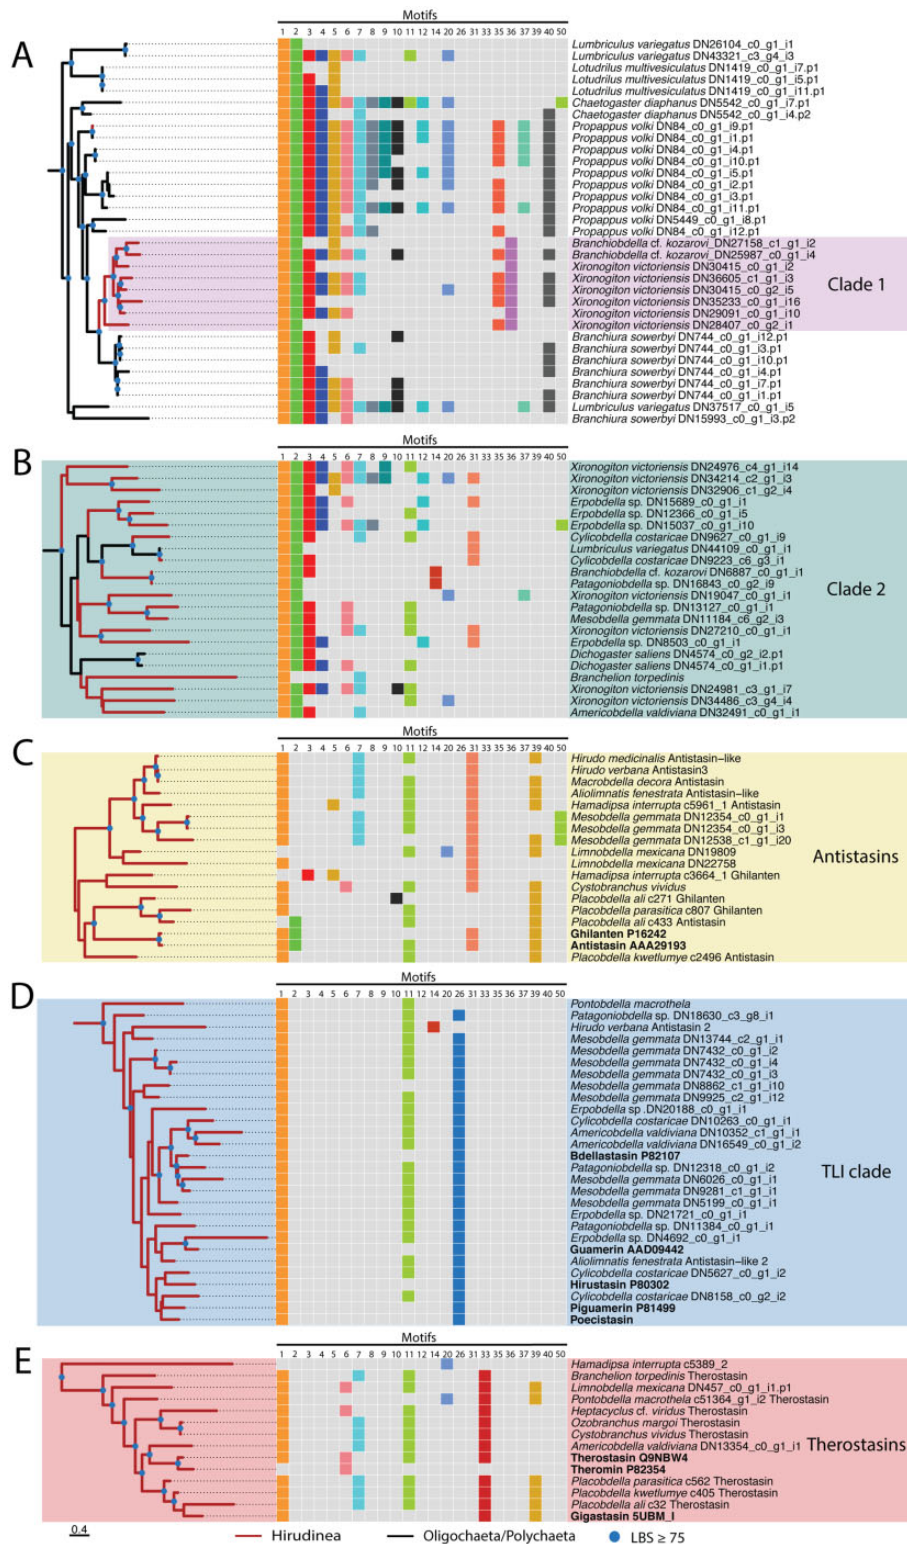 Motifs
A
1 2 3 4 5 6 7 8 9 10 11 12 14 20 26 31 33 35 36 37 39 40 50
Lumbriculus variegatus DN26104_c0_g1_i1
Lumbriculus variegatus DN43321_c3_g4_i3
Lotudrilus multivesiculatus DN1419_c0_g1_i7.p1
Lotudrilus multivesiculatus DN1419_c0_g1_i5.p1
Lotudrilus multivesiculatus DN1419_c0_g1_i11.p1
Chaetogaster diaphanus DN5542_c0_g1_i7.p1
Chaetogaster diaphanus DN5542_c0_g1_i4.p2
Propappus volki DN84_c0_g1_i9.p1
Propappus volki DN84_c0_g1_i1.p1
Propappus volki DN84_c0_g1_i4.p1
Propappus volki DN84_c0_g1_i10.p1
Propappus volki DN84_c0_g1_i5.p1
Propappus volki DN84_c0_g1_i2.p1
Propappus volki DN84_c0_g1_i3.p1
Propappus volki DN84_c0_g1_i11.p1
Propappus volki DN5449_c0_g1_i8.p1
Propappus volki DN84_c0_g1_i12.p1
Branchiobdella cf. kozarovi_DN27158_c1_g1_i2
Branchiobdella cf. kozarovi_DN25987_c0_g1_i4
Xironogiton victoriensis DN30415_c0_g1_i2
Xironogiton victoriensis DN36605_c1_g1_i3
Xironogiton victoriensis DN30415_c0_g2_i5
Xironogiton victoriensis DN35233_c0_g1_i16
Xironogiton victoriensis DN29091_c0_g1_i10
Xironogiton victoriensis DN28407_c0_g2_i1
Clade 1
Branchiura sowerbyi DN744_c0_g1_i12.p1
Branchiura sowerbyi DN744_c0_g1_i3.p1
Branchiura sowerbyi DN744_c0_g1_i10.p1
Branchiura sowerbyi DN744_c0_g1_i4.p1
Branchiura sowerbyi DN744_c0_g1_i7.p1
Branchiura sowerbyi DN744_c0_g1_i1.p1
Lumbriculus variegatus DN37517_c0_g1_i5
Branchiura sowerbyi DN15993_c0_g1_i3.p2
Motifs
B
1 2 3 4 5 6 7 8 9 10 11 12 14 20 26 31 33 35 36 37 39 40 50
Xironogiton victoriensis DN24976_c4_g1_i14
Xironogiton victoriensis DN34214_c2_g1_i3
Xironogiton victoriensis DN32906_c1_g2_i4
Erpobdella sp. DN15689_c0_g1_i1
Erpobdella sp. DN12366_c0_g1_i5
Erpobdella sp. DN15037_c0_g1_i10
Cylicobdella costaricae DN9627_c0_g1_i9
Lumbriculus variegatus DN44109_c0_g1_i1
Cylicobdella costaricae DN9223_c6_g3_i1
Branchiobdella cf. kozarovi DN6887_c0_g1_i1
Patagoniobdella sp. DN16843_c0_g2_i9
Xironogiton victoriensis DN19047_c0_g1_i1
Patagoniobdella sp. DN13127_c0_g1_i1
Mesobdella gemmata DN11184_c6_g2_i3
Xironogiton victoriensis DN27210_c0_g1_i1
Erpobdella sp. DN8503_c0_g1_i1
Dichogaster saliens DN4574_c0_g2_i2.p1
Dichogaster saliens DN4574_c0_g1_i1.p1
Branchelion torpedinis
Xironogiton victoriensis DN24981_c3_g1_i7
Xironogiton victoriensis DN34486_c3_g4_i4
Americobdella valdiviana DN32491_c0_g1_i1
Clade 2
Motifs
C
1 2 3 4 5 6 7 8 9 10 11 12 14 20 26 31 33 35 36 37 39 40 50
Hirudo medicinalis Antistasin−like
Hirudo verbana Antistasin3
Macrobdella decora Antistasin
Aliolimnatis fenestrata Antistasin−like
Hamadipsa interrupta c5961_1 Antistasin
Mesobdella gemmata DN12354_c0_g1_i1
Mesobdella gemmata DN12354_c0_g1_i3
Mesobdella gemmata DN12538_c1_g1_i20
Limnobdella mexicana DN19809
Limnobdella mexicana DN22758
Hamadipsa interrupta c3664_1 Ghilanten
Cystobranchus vividus
Placobdella ali c271 Ghilanten
Placobdella parasitica c807 Ghilanten
Placobdella ali c433 Antistasin
Ghilanten P16242
Antistasin AAA29193
Placobdella kwetlumye c2496 Antistasin
Antistasins
Motifs
D
1 2 3 4 5 6 7 8 9 10 11 12 14 20 26 31 33 35 36 37 39 40 50
Pontobdella macrothela
Patagoniobdella sp. DN18630_c3_g8_i1
Hirudo verbana Antistasin 2
Mesobdella gemmata DN13744_c2_g1_i1
Mesobdella gemmata DN7432_c0_g1_i2
Mesobdella gemmata DN7432_c0_g1_i4
Mesobdella gemmata DN7432_c0_g1_i3
Mesobdella gemmata DN8862_c1_g1_i10
Mesobdella gemmata DN9925_c2_g1_i12
Erpobdella sp. DN20188_c0_g1_i1
Cylicobdella costaricae DN10263_c0_g1_i1
Americobdella valdiviana DN10352_c1_g1_i1
Americobdella valdiviana DN16549_c0_g1_i2
Bdellastasin P82107
Patagoniobdella sp. DN12318_c0_g1_i2
Mesobdella gemmata DN6026_c0_g1_i1
Mesobdella gemmata DN9281_c1_g1_i1
Mesobdella gemmata DN5199_c0_g1_i1
Erpobdella sp. DN21721_c0_g1_i1
Patagoniobdella sp. DN11384_c0_g1_i1
Erpobdella sp. DN4692_c0_g1_i1
Guamerin AAD09442
Aliolimnatis fenestrata Antistasin−like 2
Cylicobdella costaricae DN5627_c0_g1_i2
Hirustasin P80302
Cylicobdella costaricae DN8158_c0_g2_i2
Piguamerin P81499
Poecistasin
TLI clade
Motifs
E
1 2 3 4 5 6 7 8 9 10 11 12 14 20 26 31 33 35 36 37 39 40 50
Hamadipsa interrupta c5389_2
Branchelion torpedinis Therostasin
Limnobdella mexicana DN457_c0_g1_i1.p1
Pontobdella macrothela c51364_g1_i2 Therostasin
Heptacyclus cf. viridus Therostasin
Ozobranchus margoi Therostasin
Cystobranchus vividus Therostasin
Americobdella valdiviana DN13354_c0_g1_i1
Therostasin Q9NBW4
Theromin P82354
Placobdella parasitica c562 Therostasin
Placobdella kwetlumye c405 Therostasin
Placobdella ali c32 Therostasin
Gigastasin 5UBM_I
Therostasins
0.4
Hirudinea
Oligochaeta/Polychaeta
LBS ≥ 75